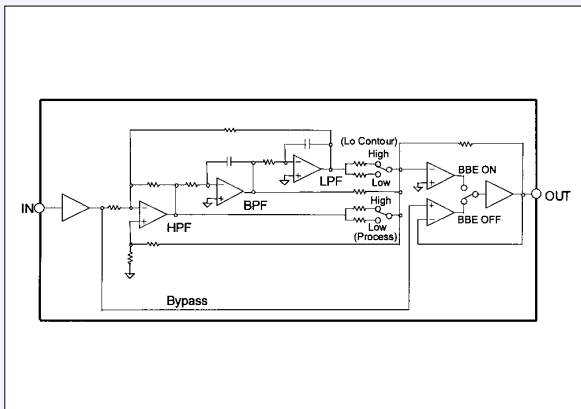 (Lo Contour)
High
Low
LPF
BPF
HPF
High
Low
(Process)
BBE ON
BBE OFF
IN
OUT
Bypass